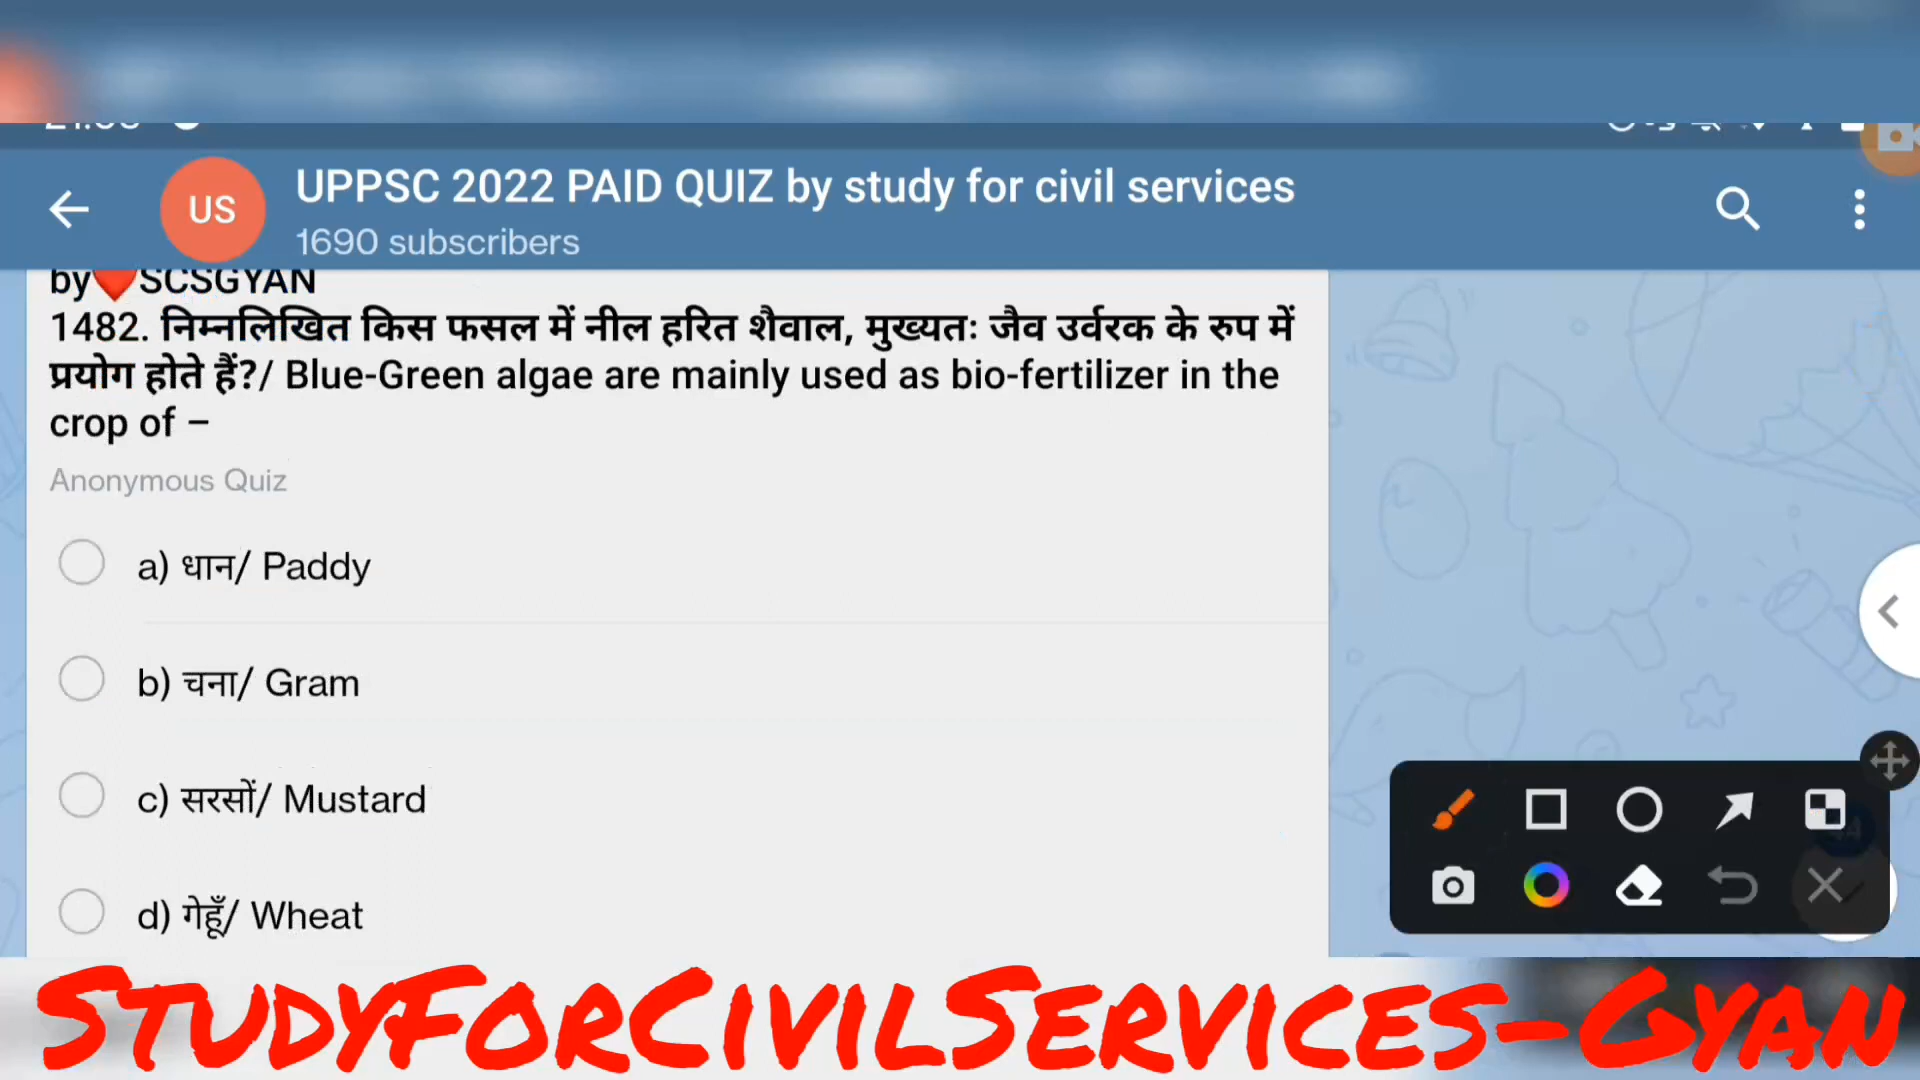 UPPSC 2022 PAID QUIZ by study for civil services
US
1690 subscribers
by❤️SCSGYAN
1482. निम्नलिखित किस फसल में नील हरित शैवाल, मुख्यतः जैव उर्वरक के रुप में
प्रयोग होते हैं?/ Blue-Green algae are mainly used as bio-fertilizer in the
crop of –
Anonymous Quiz
a) धान/ Paddy
b) चना/ Gram
c) सरसों/ Mustard
d) गेहूँ/ Wheat
StudyForCivilServices-Gyan